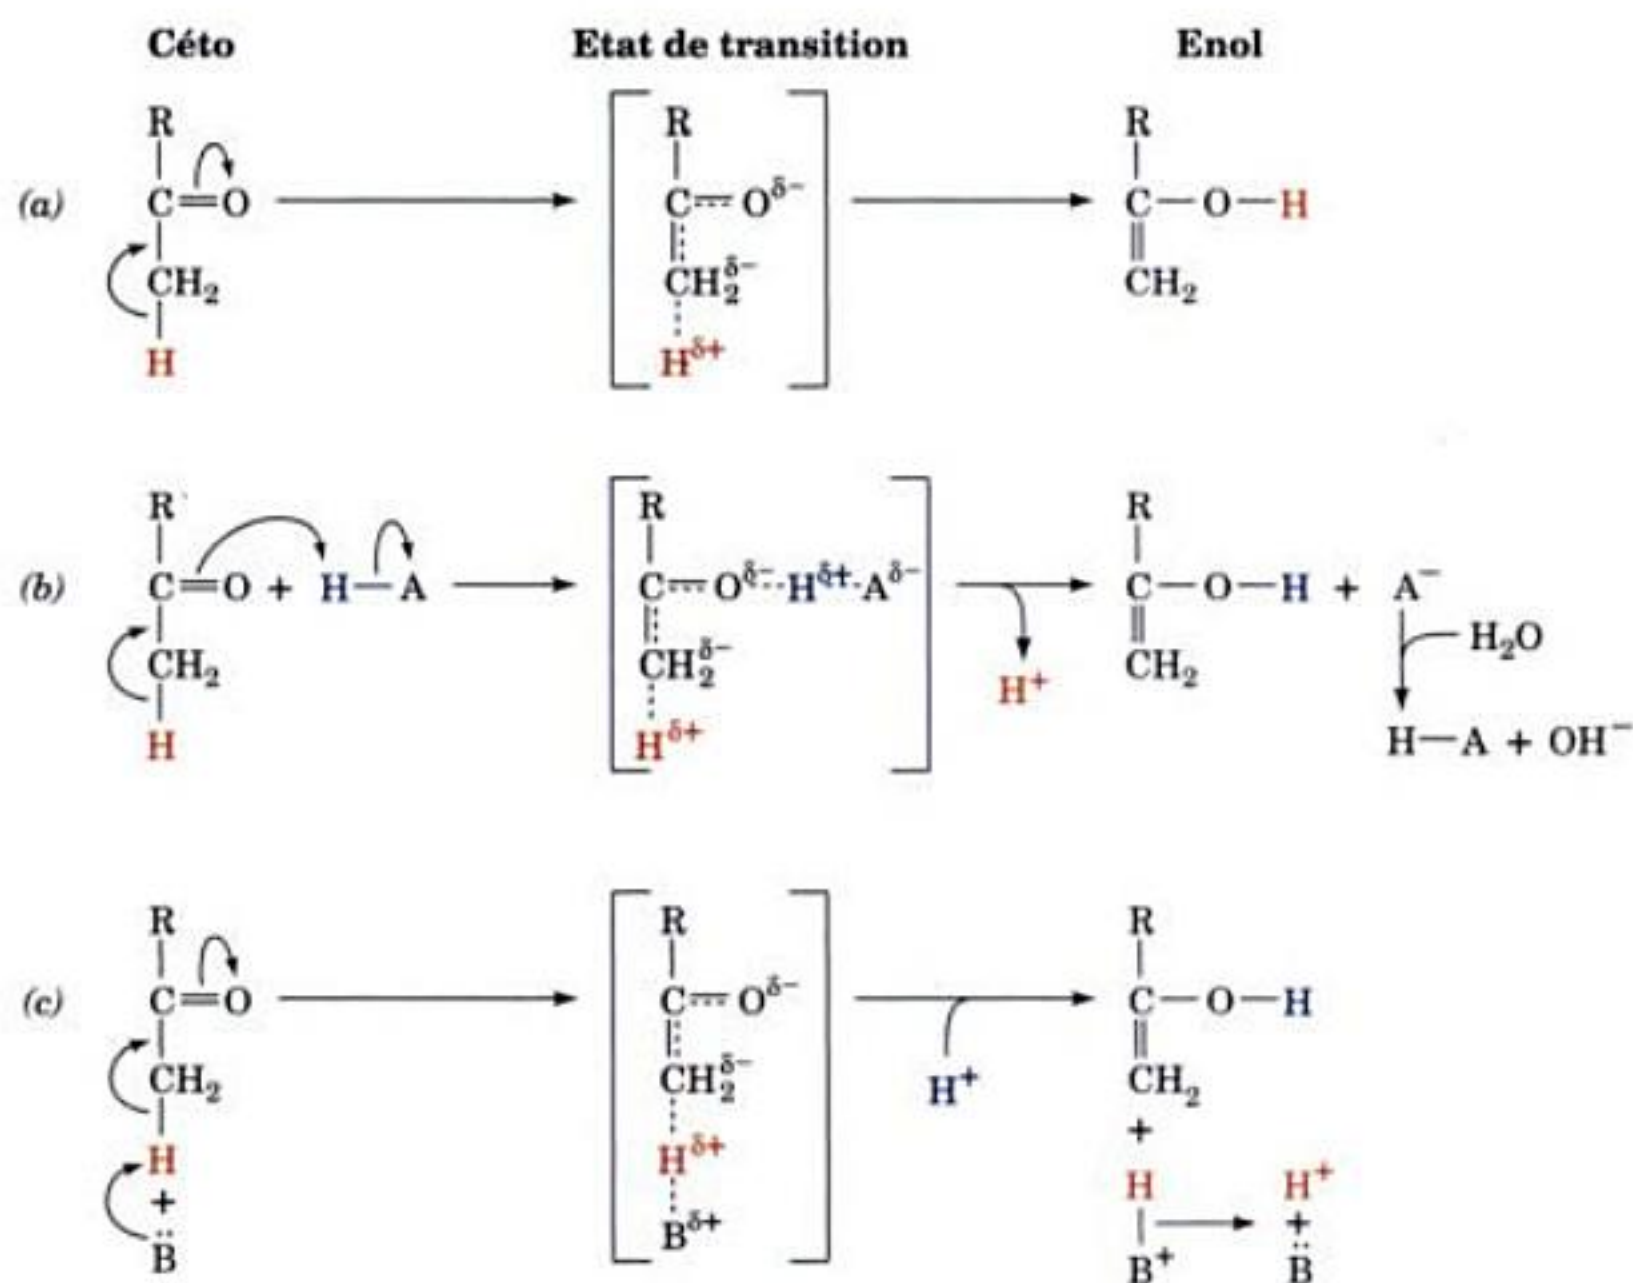 Céto Etat de transition Enol
R R R
(a) C=O C---O^δ− C—O—H
CH₂ CH₂^δ− CH₂
H H^δ+
R R R
(b) C=O + H—A C---O^δ−---H^δ+---A^δ− C—O—H + A⁻
CH₂ CH₂^δ− H⁺ CH₂ H₂O
H H^δ+ H—A + OH⁻
R R R
(c) C=O C---O^δ− C—O—H
CH₂ CH₂^δ− H⁺ CH₂
+
H H^δ+ H H⁺
+ +
B̈ B^δ+ B⁺ B̈